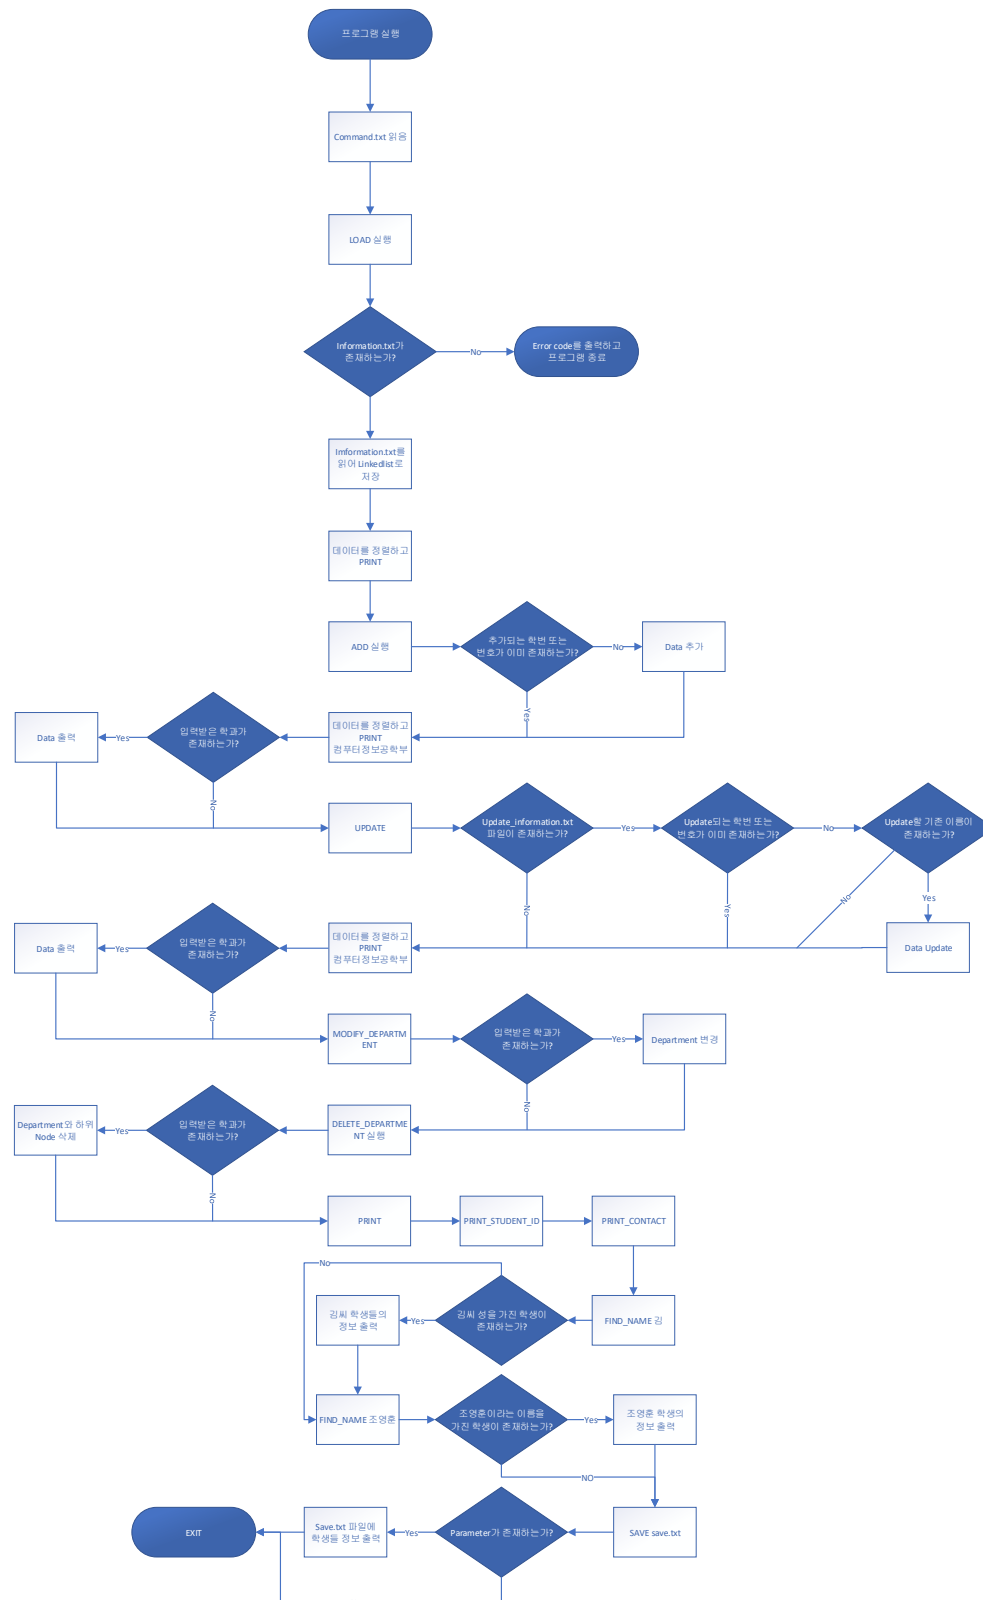 프로그램 실행
Command.txt 읽음
LOAD 실행
Information.txt가
존재하는가?
No
Error code를 출력하고
프로그램 종료
Imformation.txt를
읽어 Linkedlist로
저장
데이터를 정렬하고
PRINT
ADD 실행
추가되는 학번 또는
번호가 이미 존재하는가?
No
Data 추가
Yes
데이터를 정렬하고
PRINT
컴푸터정보공학부
입력받은 학과가
존재하는가?
Yes
Data 출력
No
UPDATE
Update_information.txt
파일이 존재하는가?
Yes
Update되는 학번 또는
번호가 이미 존재하는가?
No
Update할 기존 이름이
존재하는가?
No
Yes
No
Yes
Data Update
데이터를 정렬하고
PRINT
컴푸터정보공학부
입력받은 학과가
존재하는가?
Yes
Data 출력
No
MODIFY_DEPARTM
ENT
입력받은 학과가
존재하는가?
Yes
Department 변경
No
DELETE_DEPARTME
NT 실행
입력받은 학과가
존재하는가?
Yes
Department와 하위
Node 삭제
No
PRINT
PRINT_STUDENT_ID
PRINT_CONTACT
FIND_NAME 김
김씨 성을 가진 학생이
존재하는가?
No
Yes
김씨 학생들의
정보 출력
FIND_NAME 조영훈
조영훈이라는 이름을
가진 학생이 존재하는가?
Yes
조영훈 학생의
정보 출력
NO
SAVE save.txt
Parameter가 존재하는가?
Yes
Save.txt 파일에
학생들 정보 출력
EXIT